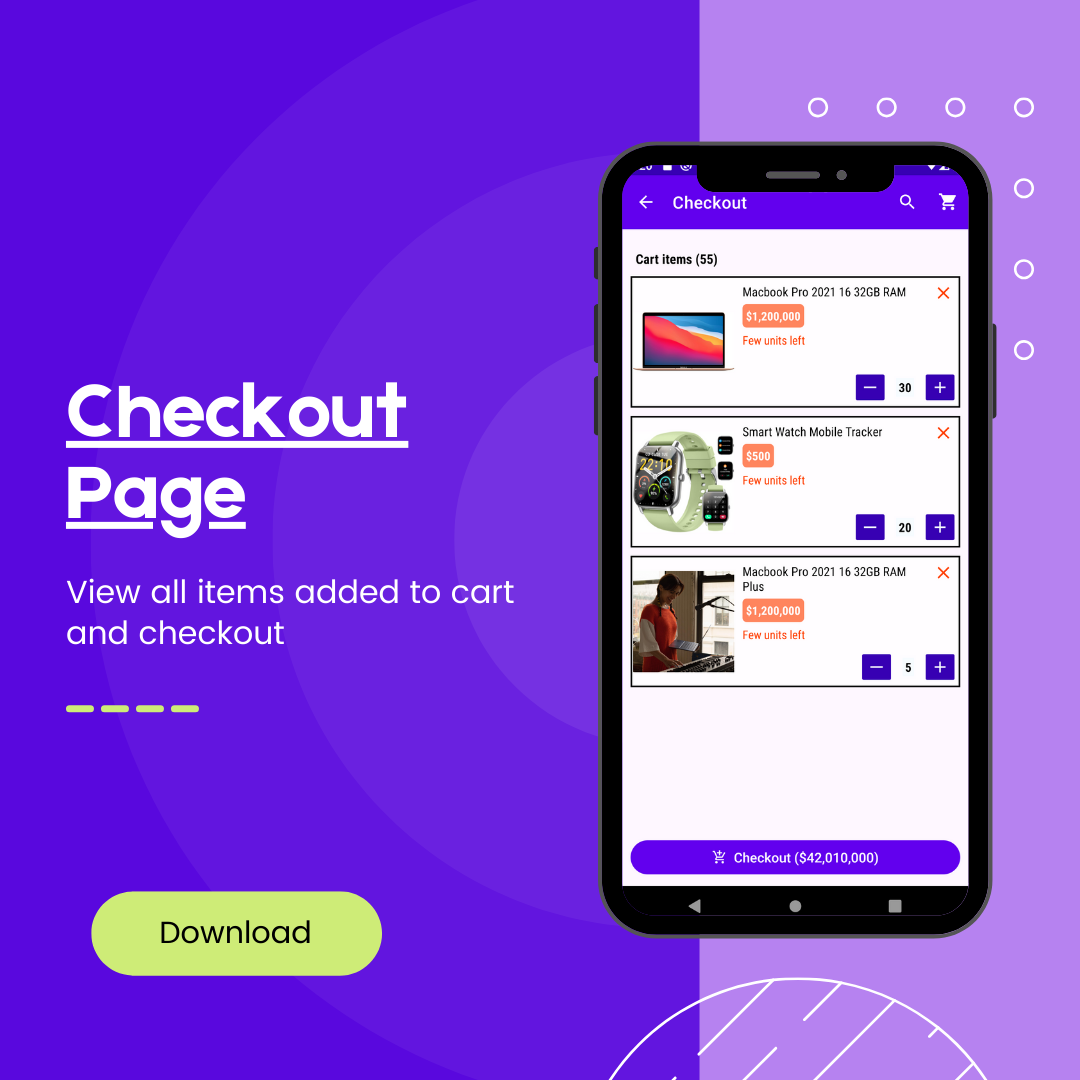 Checkout
Page
View all items added to cart
and checkout
Download
Checkout
Cart items (55)
Macbook Pro 2021 16 32GB RAM
$1,200,000
Few units left
30
Smart Watch Mobile Tracker
$500
Few units left
20
Macbook Pro 2021 16 32GB RAM
Plus
$1,200,000
Few units left
5
Checkout ($42,010,000)
22:10